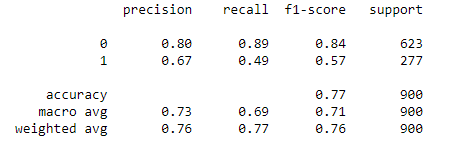 precision recall f1-score support
0 0.80 0.89 0.84 623
1 0.67 0.49 0.57 277
accuracy 0.77 900
macro avg 0.73 0.69 0.71 900
weighted avg 0.76 0.77 0.76 900